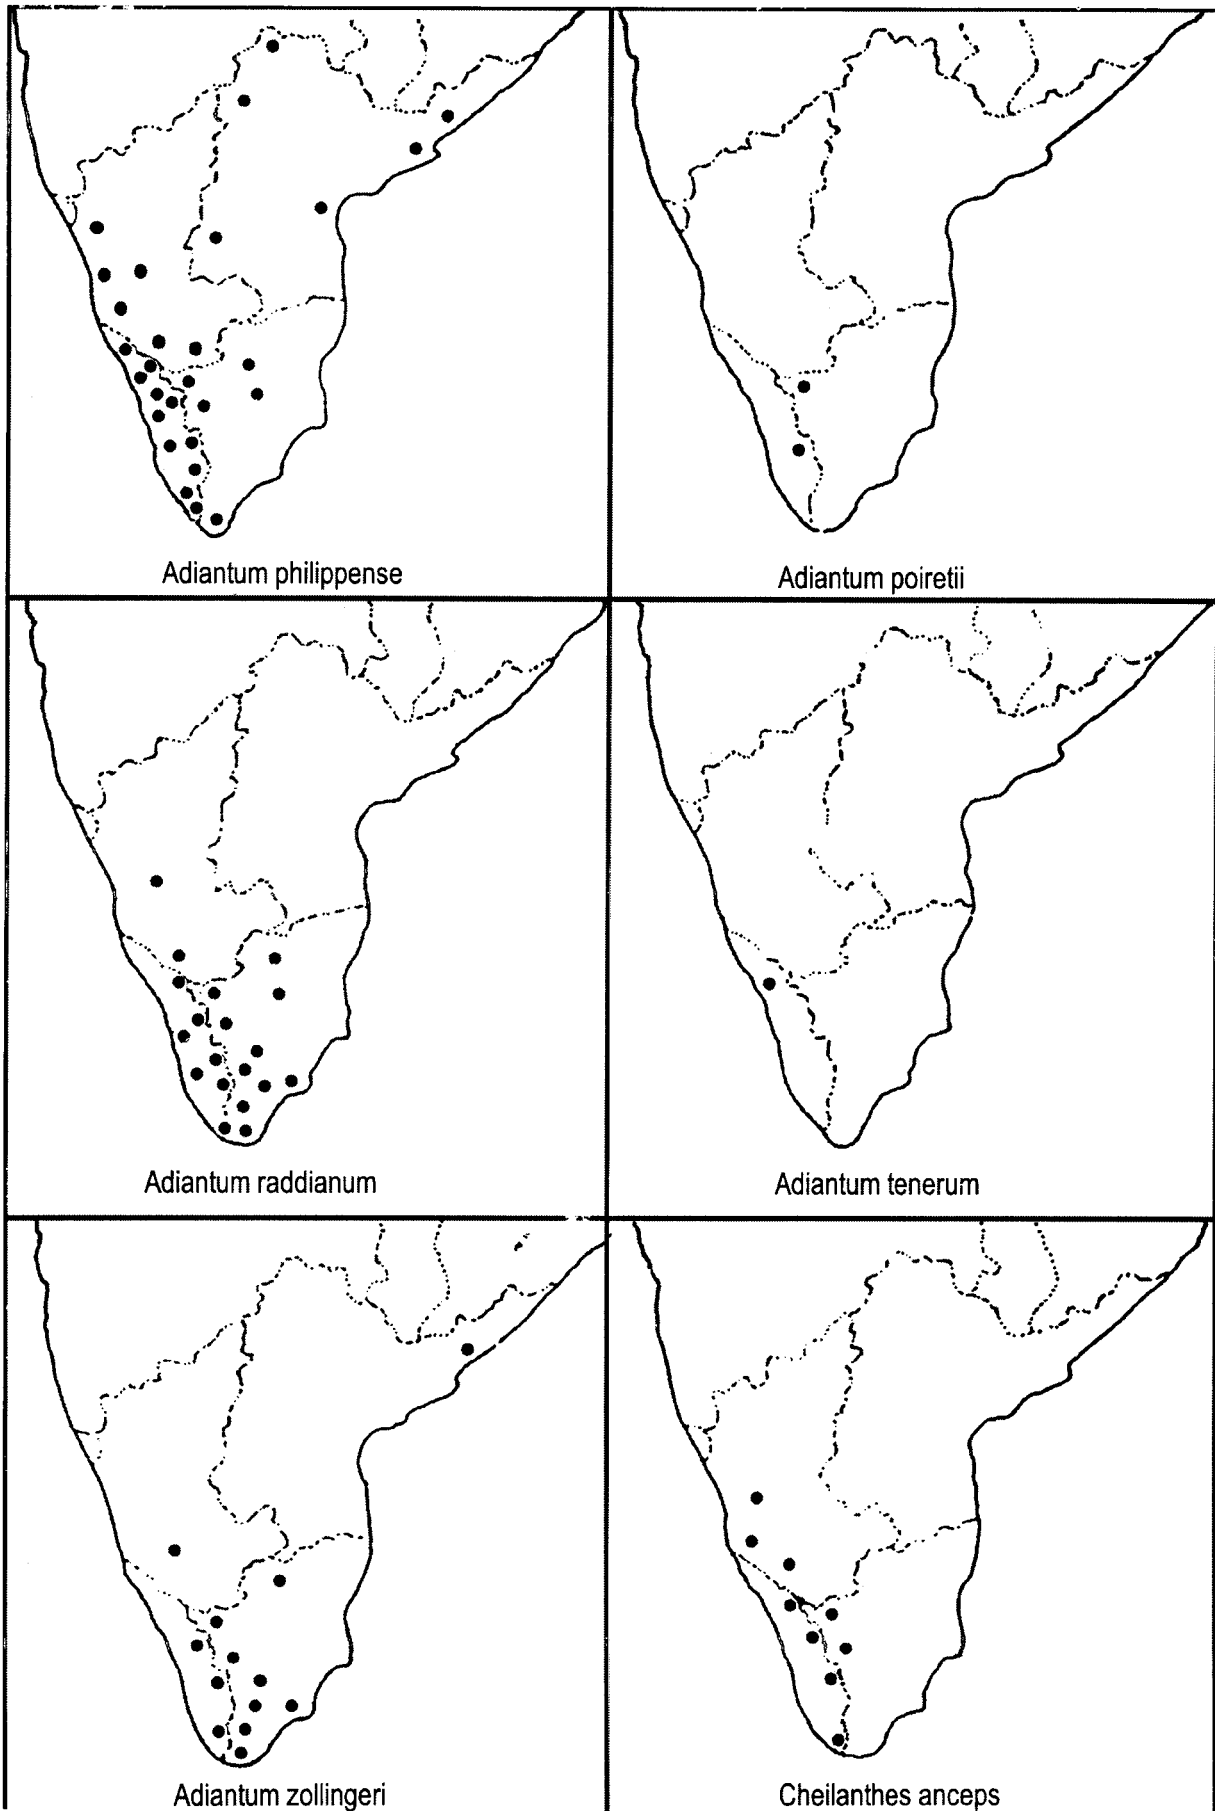 Adiantum philippense
Adiantum poiretii
Adiantum raddianum
Adiantum tenerum
Adiantum zollingeri
Cheilanthes anceps